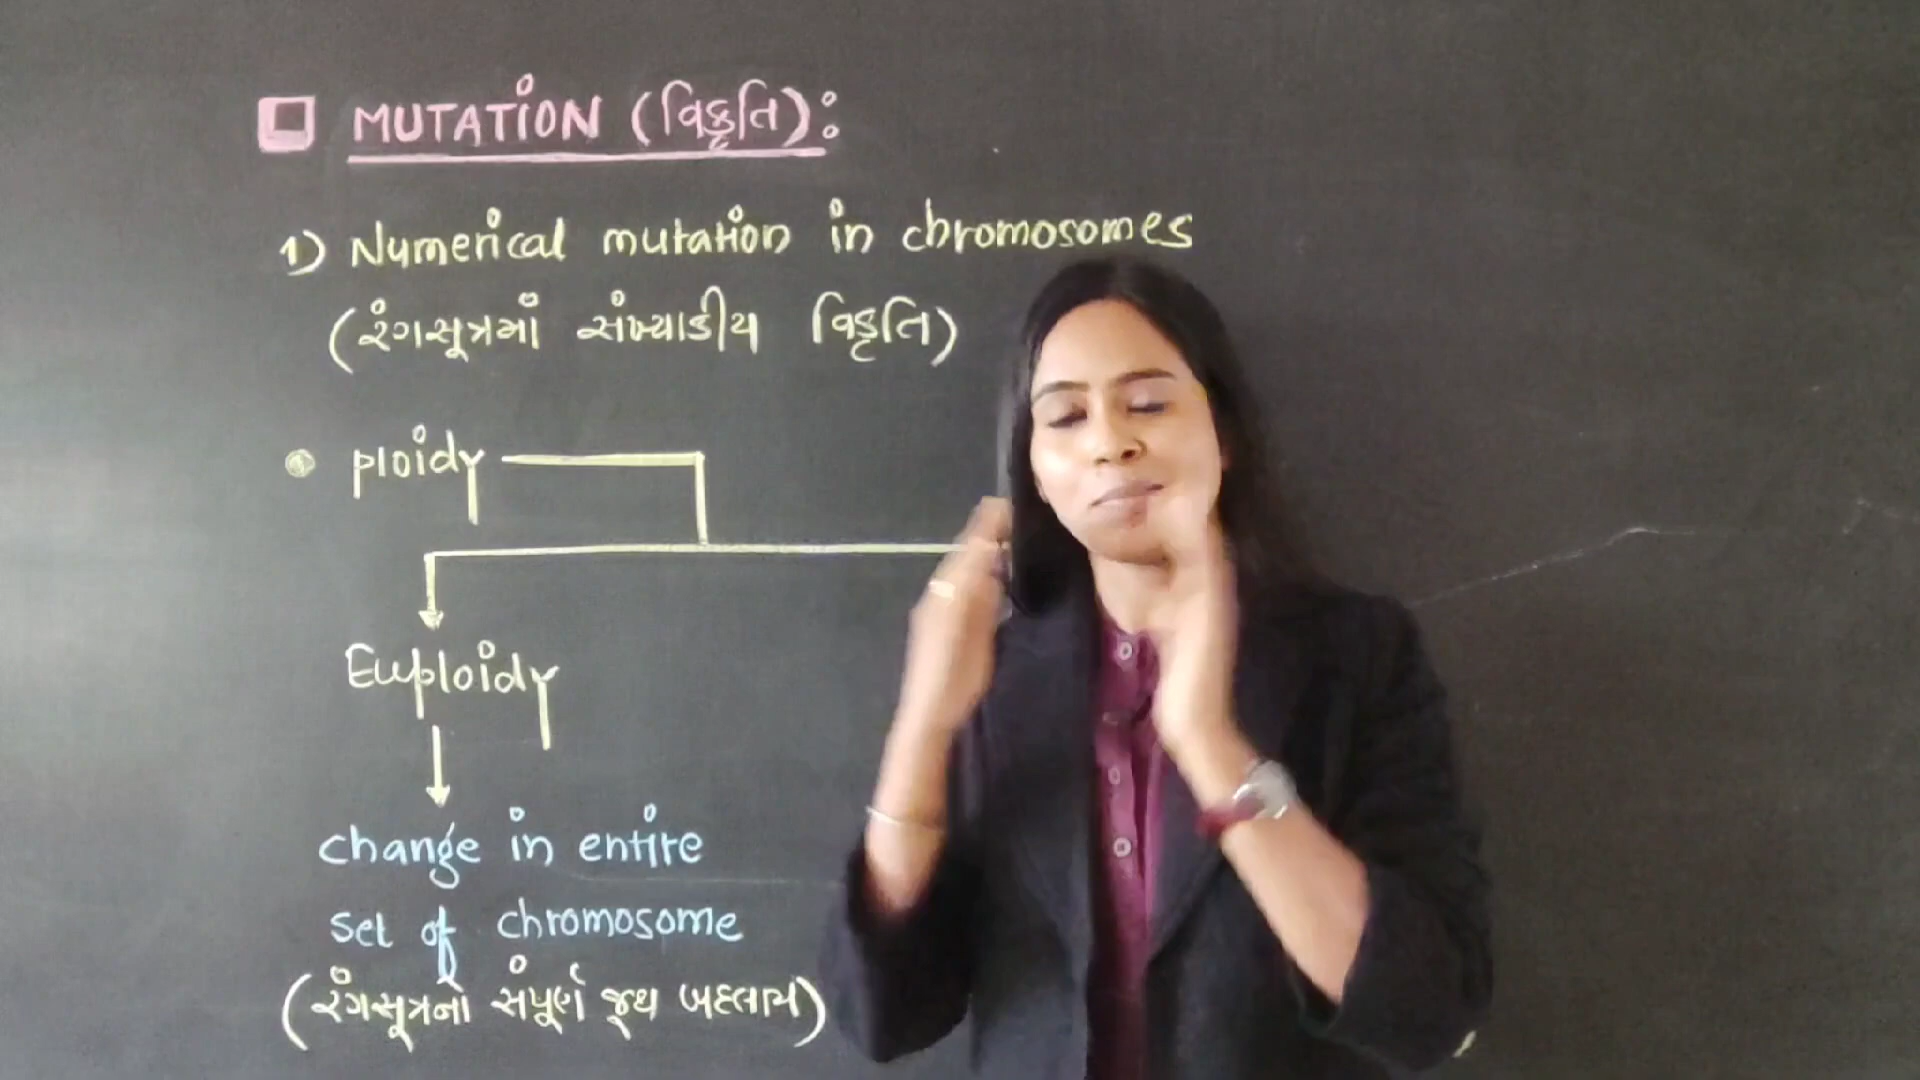 MUTATION (વિકૃતિ):
1) Numerical mutation in chromosomes
(રંગસૂત્રમાં સંખ્યાકીય વિકૃતિ)
ploidy
Euploidy
change in entire
set of chromosome
(રંગસૂત્રનો સંપૂર્ણ જૂથ બદલાય)